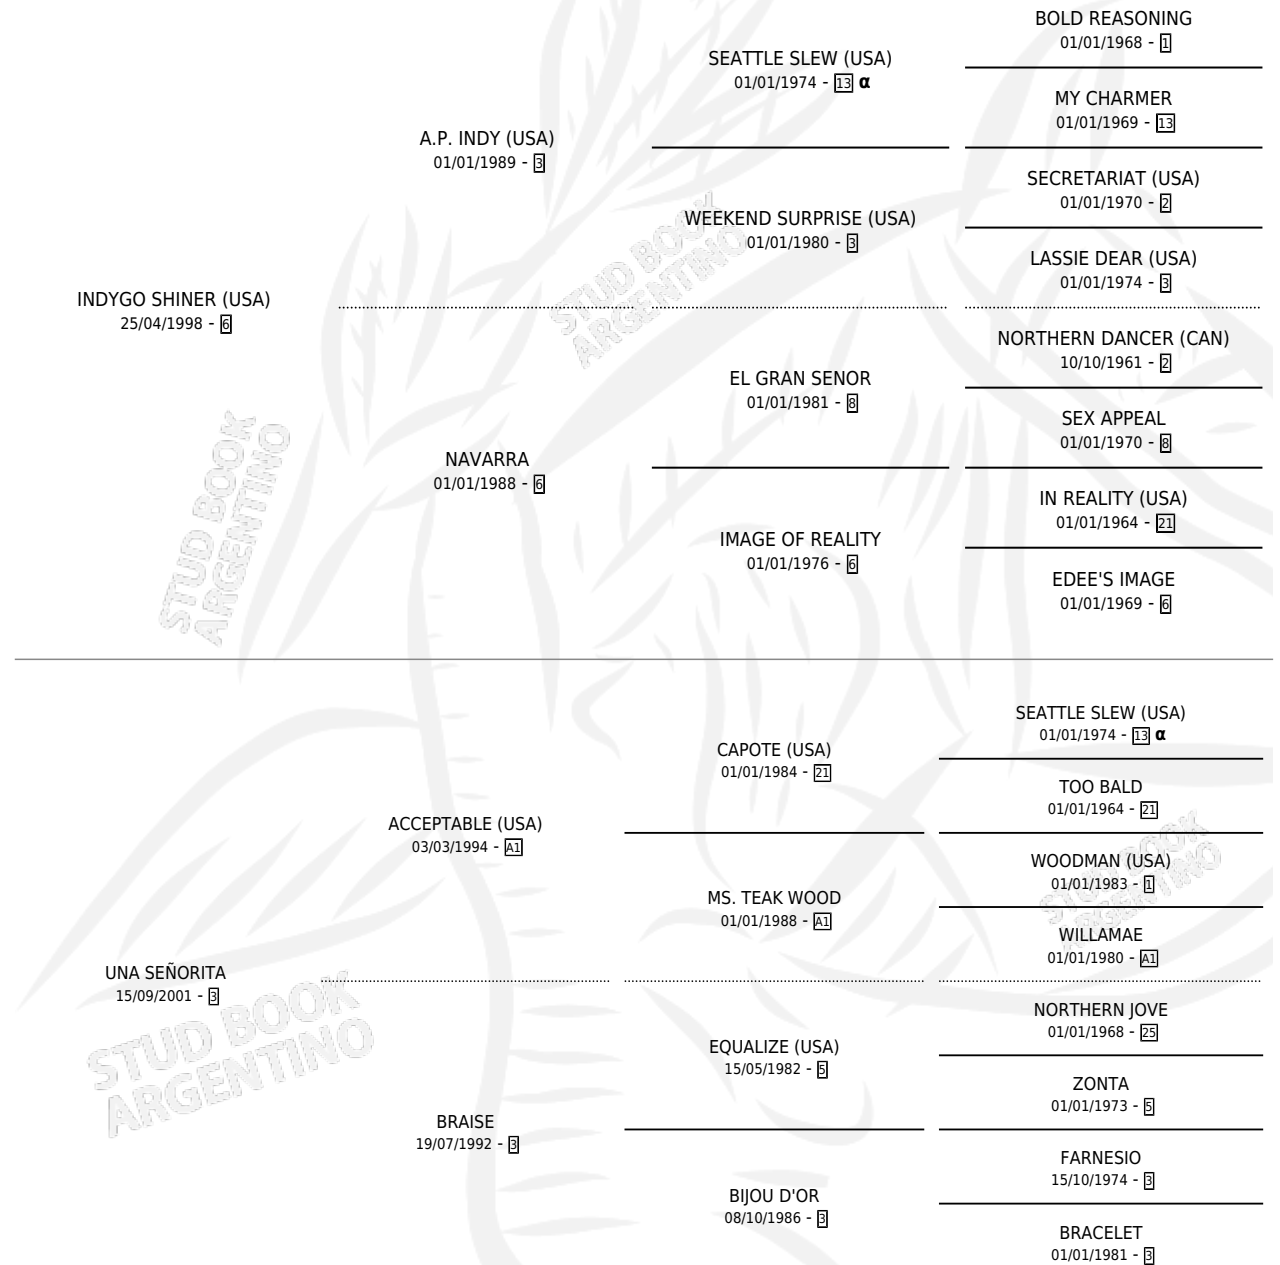 BOLD REASONING
01/01/1968 - 1
SEATTLE SLEW (USA)
01/01/1974 - 13 α
MY CHARMER
01/01/1969 - 13
A.P. INDY (USA)
01/01/1989 - 3
SECRETARIAT (USA)
01/01/1970 - 2
WEEKEND SURPRISE (USA)
01/01/1980 - 3
LASSIE DEAR (USA)
01/01/1974 - 3
INDYGO SHINER (USA)
25/04/1998 - 6
NORTHERN DANCER (CAN)
10/10/1961 - 2
EL GRAN SENOR
01/01/1981 - 8
SEX APPEAL
01/01/1970 - 8
NAVARRA
01/01/1988 - 6
IN REALITY (USA)
01/01/1964 - 21
IMAGE OF REALITY
01/01/1976 - 6
EDEE'S IMAGE
01/01/1969 - 6
SEATTLE SLEW (USA)
01/01/1974 - 13 α
CAPOTE (USA)
01/01/1984 - 21
TOO BALD
01/01/1964 - 21
ACCEPTABLE (USA)
03/03/1994 - A1
WOODMAN (USA)
01/01/1983 - 1
MS. TEAK WOOD
01/01/1988 - A1
WILLAMAE
01/01/1980 - A1
UNA SEÑORITA
15/09/2001 - 3
NORTHERN JOVE
01/01/1968 - 25
EQUALIZE (USA)
15/05/1982 - 5
ZONTA
01/01/1973 - 5
BRAISE
19/07/1992 - 3
FARNESIO
15/10/1974 - 3
BIJOU D'OR
08/10/1986 - 3
BRACELET
01/01/1981 - 3
STUD BOOK
ARGENTINO
STUD BOOK
ARGENTINO
STUD BOOK
ARGENTINO
STUD BOOK
ARGENTINO